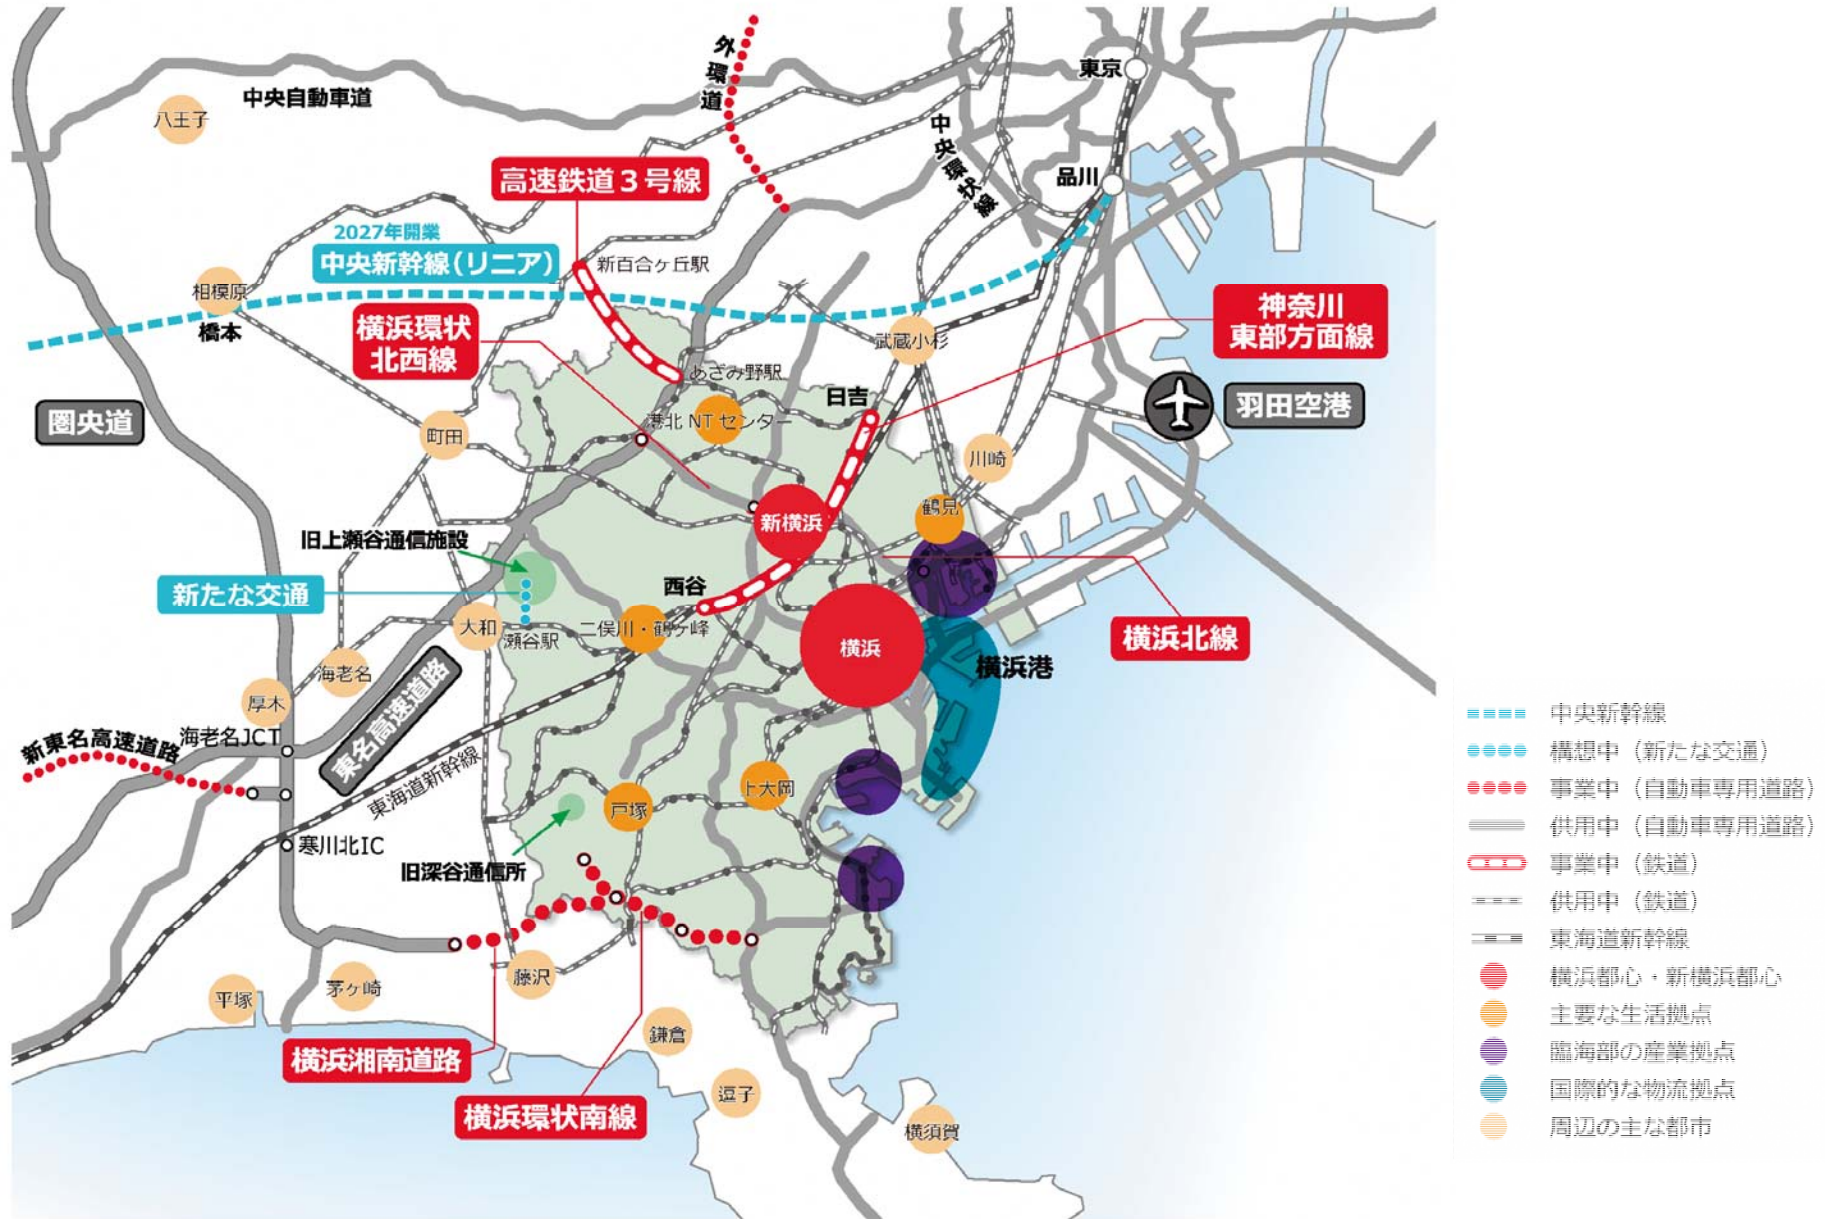 外環道
東京
中央自動車道
八王子
中央環状線
高速鉄道3号線
品川
2027年開業
中央新幹線(リニア)
新百合ヶ丘駅
相模原
橋本
横浜環状
北西線
神奈川
東部方面線
武蔵小杉
あざみ野駅
日吉
羽田空港
圏央道
町田
港北NTセンター
川崎
鶴見
新横浜
旧上瀬谷通信施設
西谷
新たな交通
大和
瀬谷駅
二俣川・鶴ヶ峰
横浜
横浜北線
横浜港
海老名
厚木
東名高速道路
海老名JCT
新東名高速道路
東海道新幹線
上大岡
戸塚
寒川北IC
旧深谷通信所
藤沢
茅ヶ崎
平塚
鎌倉
横浜湘南道路
横浜環状南線
逗子
横須賀
中央新幹線
構想中(新たな交通)
事業中(自動車専用道路)
供用中(自動車専用道路)
事業中(鉄道)
供用中(鉄道)
東海道新幹線
横浜都心・新横浜都心
主要な生活拠点
臨海部の産業拠点
国際的な物流拠点
周辺の主な都市